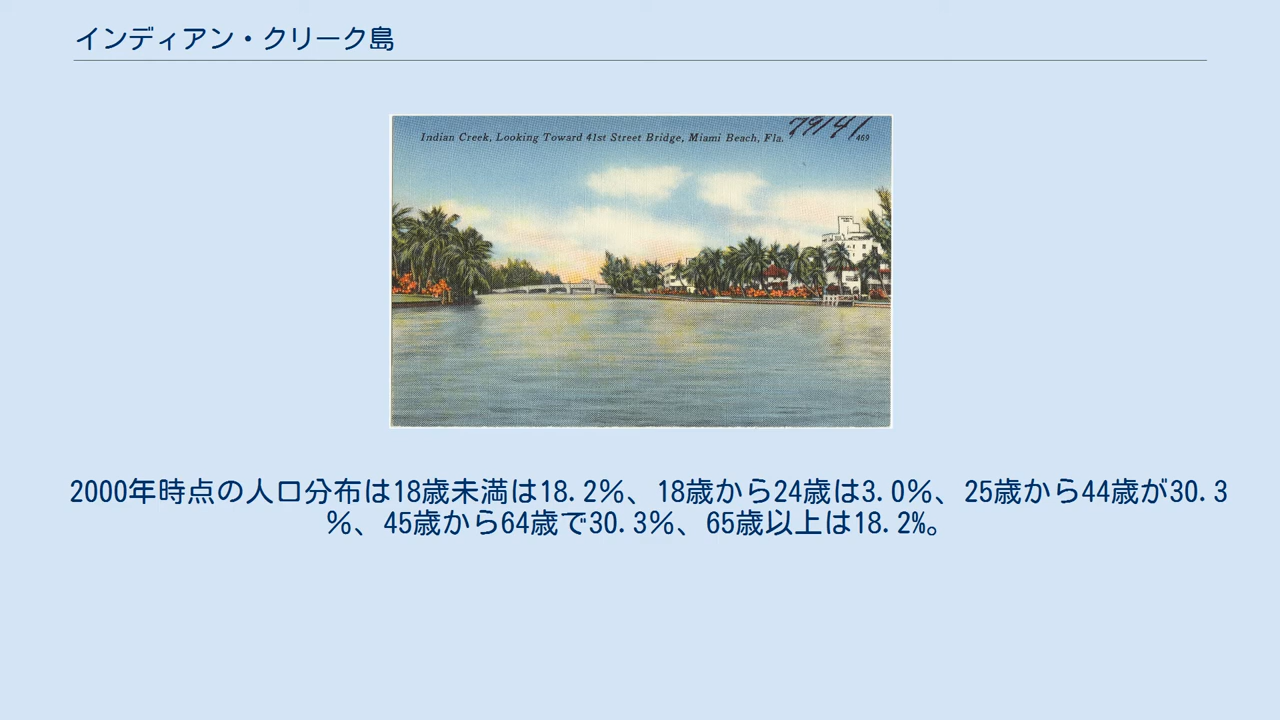 インディアン・クリーク島
Indian Creek, Looking Toward 41st Street Bridge, Miami Beach, Fla.
79141
469
2000年時点の人口分布は18歳未満は18.2%、18歳から24歳は3.0%、25歳から44歳が30.3
%、45歳から64歳で30.3%、65歳以上は18.2%。